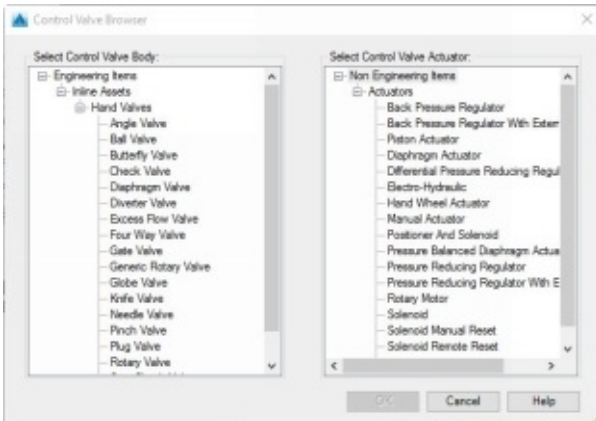 Control Valve Browser
Select Control Valve Body:
Engineering Items
Inline Assets
Hand Valves
Angle Valve
Ball Valve
Butterfly Valve
Check Valve
Diaphragm Valve
Diverter Valve
Excess Flow Valve
Four Way Valve
Gate Valve
Generic Rotary Valve
Globe Valve
Knife Valve
Needle Valve
Pinch Valve
Plug Valve
Rotary Valve
Select Control Valve Actuator:
Non Engineering Items
Actuators
Back Pressure Regulator
Back Pressure Regulator With Extern
Piston Actuator
Diaphragm Actuator
Differential Pressure Reducing Regul
Electro-Hydraulic
Hand Wheel Actuator
Manual Actuator
Positioner And Solenoid
Pressure Balanced Diaphragm Actua
Pressure Reducing Regulator
Pressure Reducing Regulator With E
Rotary Motor
Solenoid
Solenoid Manual Reset
Solenoid Remote Reset
OK
Cancel
Help